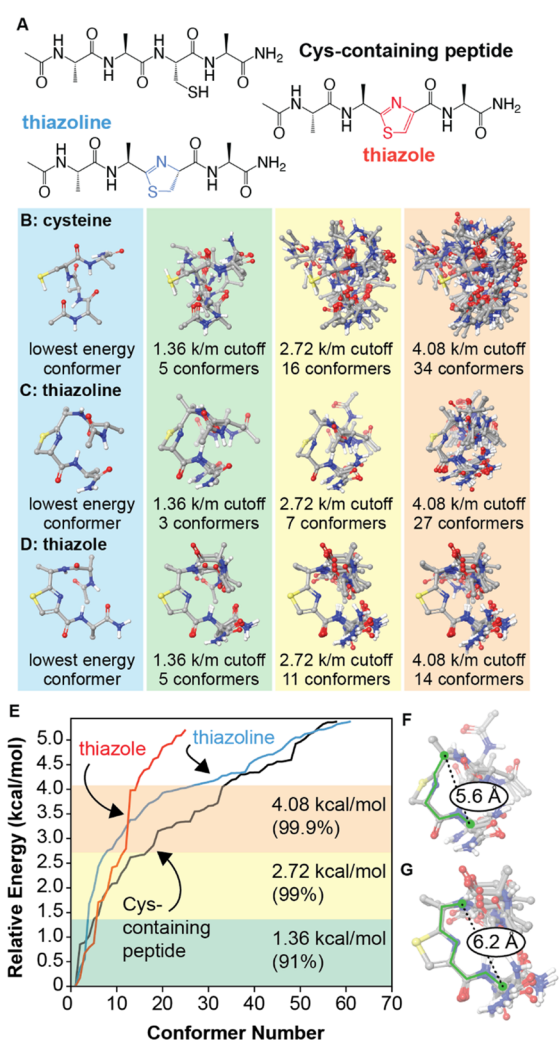 A
H
N
O
N
H
O
H
N
O
N
H
O
NH2
SH
Cys-containing peptide
H
N
O
N
H
N
S
O
N
H
NH2
O
thiazole
thiazoline
H
N
O
N
H
N
S
O
N
H
NH2
O
B: cysteine
lowest energy
conformer
1.36 k/m cutoff
5 conformers
2.72 k/m cutoff
16 conformers
4.08 k/m cutoff
34 conformers
C: thiazoline
lowest energy
conformer
1.36 k/m cutoff
3 conformers
2.72 k/m cutoff
7 conformers
4.08 k/m cutoff
27 conformers
D: thiazole
lowest energy
conformer
1.36 k/m cutoff
5 conformers
2.72 k/m cutoff
11 conformers
4.08 k/m cutoff
14 conformers
E
Relative Energy (kcal/mol)
5.0
4.5
4.0
3.5
3.0
2.5
2.0
1.5
1.0
0.5
0
thiazole
thiazoline
4.08 kcal/mol
(99.9%)
2.72 kcal/mol
(99%)
Cys-
containing
peptide
1.36 kcal/mol
(91%)
0
10
20
30
40
50
60
70
Conformer Number
F
5.6 Å
G
6.2 Å